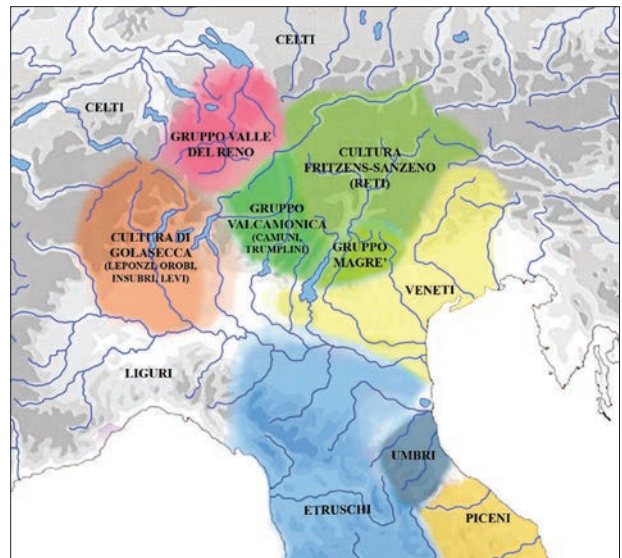 CELTI
CELTI
GRUPPO VALLE
DEL RENO
CULTURA
FRITZENS-SANZENO
(RETI)
GRUPPO
VALCAMONICA
(CAMUNI,
TRUMPLINI)
CULTURA DI
GOLASECCA
(LEPONZI, OROBI,
INSUBRI, LEVI)
GRUPPO
MAGRE'
VENETI
LIGURI
UMBRI
ETRUSCHI
PICENI